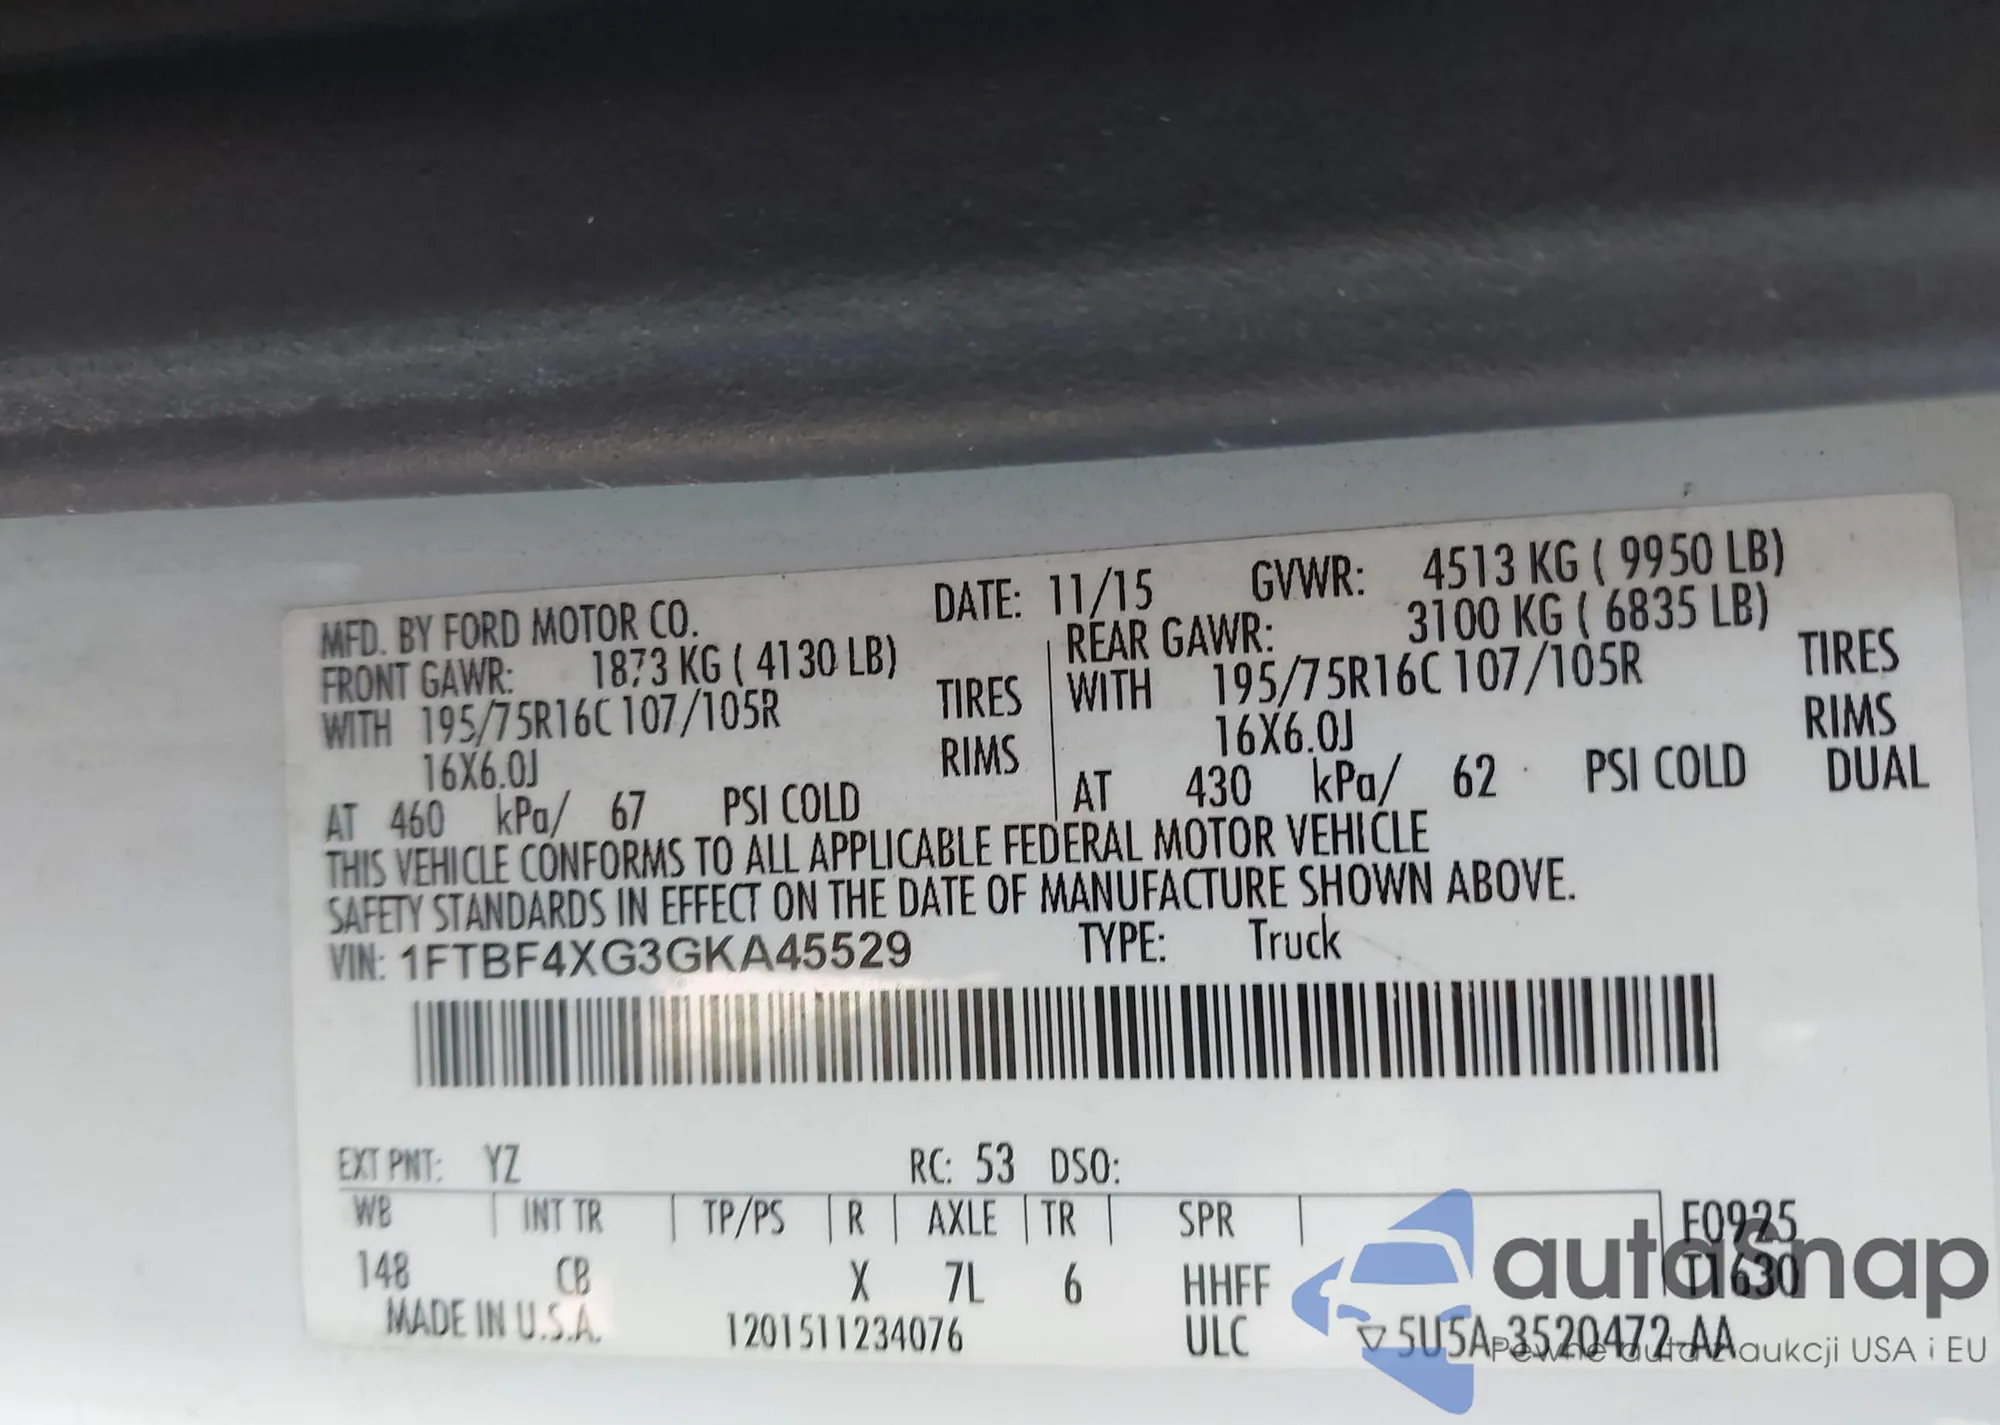 MFD. BY FORD MOTOR CO. DATE: 11/15 GVWR: 4513 KG ( 9950 LB)
FRONT GAWR: 1873 KG ( 4130 LB) REAR GAWR: 3100 KG ( 6835 LB)
WITH 195/75R16C 107/105R TIRES WITH 195/75R16C 107/105R TIRES
16X6.0J RIMS 16X6.0J RIMS
AT 460 kPa/ 67 PSI COLD AT 430 kPa/ 62 PSI COLD DUAL
THIS VEHICLE CONFORMS TO ALL APPLICABLE FEDERAL MOTOR VEHICLE
SAFETY STANDARDS IN EFFECT ON THE DATE OF MANUFACTURE SHOWN ABOVE.
VIN: 1FTBF4XG3GKA45529 TYPE: Truck
EXT PNT: YZ RC: 53 DSO:
WB INT TR TP/PS R AXLE TR SPR F0925
148 CB X 7L 6 HHFF T1630
MADE IN U.S.A. 1201511234076 ULC ▽5U5A-3520472-AA
autasnap
Pewne auta z aukcji USA i EU